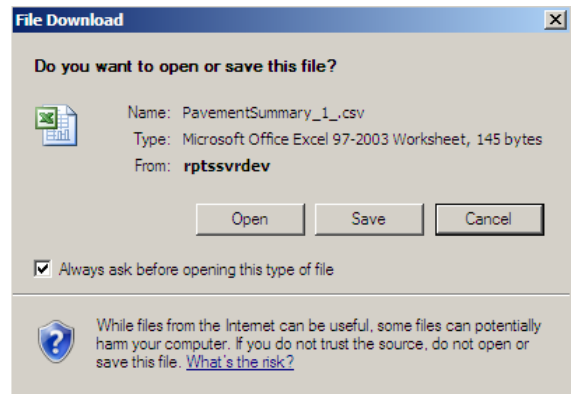 File Download
Do you want to open or save this file?
Name: PavementSummary_1_.csv
Type: Microsoft Office Excel 97-2003 Worksheet, 145 bytes
From: rptssvrdev
Open Save Cancel
Always ask before opening this type of file
While files from the Internet can be useful, some files can potentially
harm your computer. If you do not trust the source, do not open or
save this file. What's the risk?